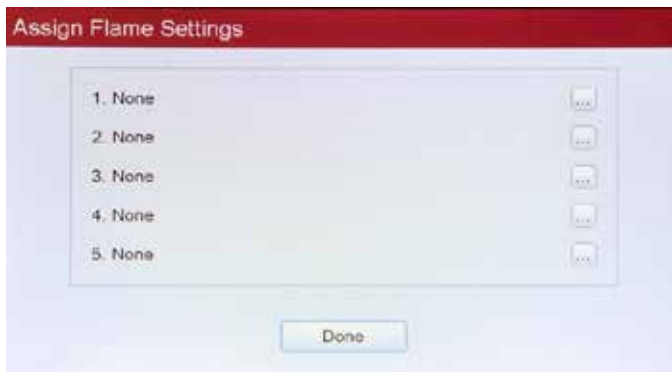 Assign Flame Settings
1. None ...
2. None ...
3. None ...
4. None ...
5. None ...
Done